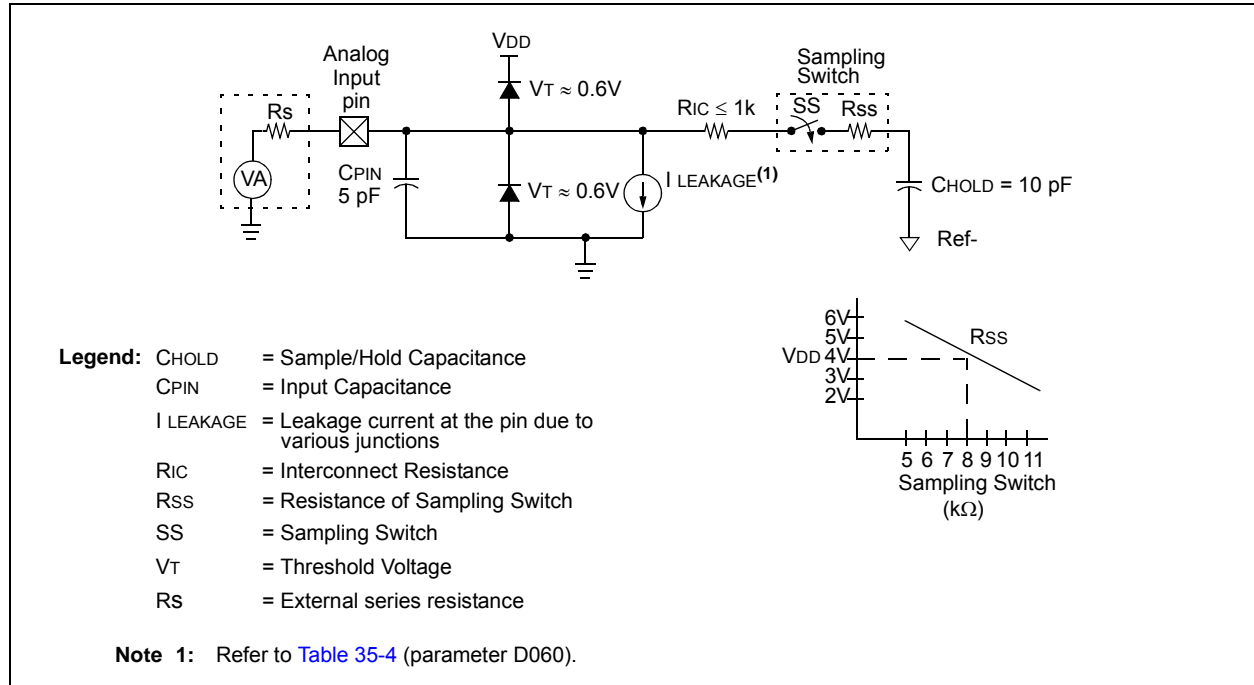 VDD
Analog
Input
pin
Sampling
Switch
VT ≈ 0.6V
Rs
RIC ≤ 1k
SS
Rss
VA
CPIN
5 pF
VT ≈ 0.6V
I LEAKAGE(1)
CHOLD = 10 pF
Ref-
6V
5V
VDD 4V
3V
2V
RSS
5 6 7 8 9 10 11
Sampling Switch
(kΩ)
Legend: CHOLD = Sample/Hold Capacitance
CPIN = Input Capacitance
I LEAKAGE = Leakage current at the pin due to
various junctions
RIC = Interconnect Resistance
RSS = Resistance of Sampling Switch
SS = Sampling Switch
VT = Threshold Voltage
Rs = External series resistance
Note 1: Refer to Table 35-4 (parameter D060).